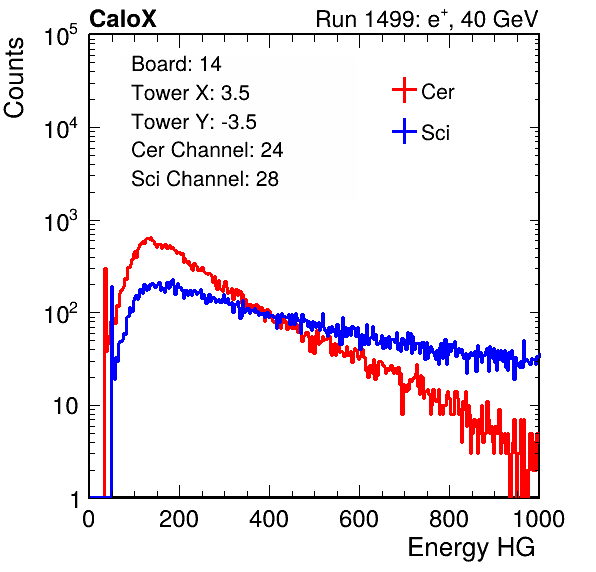 CaloX Run 1499: e+, 40 GeV
Counts
Board: 14
Tower X: 3.5
Tower Y: -3.5
Cer Channel: 24
Sci Channel: 28
Cer
Sci
10^5
10^4
10^3
10^2
10
1
0 200 400 600 800 1000
Energy HG